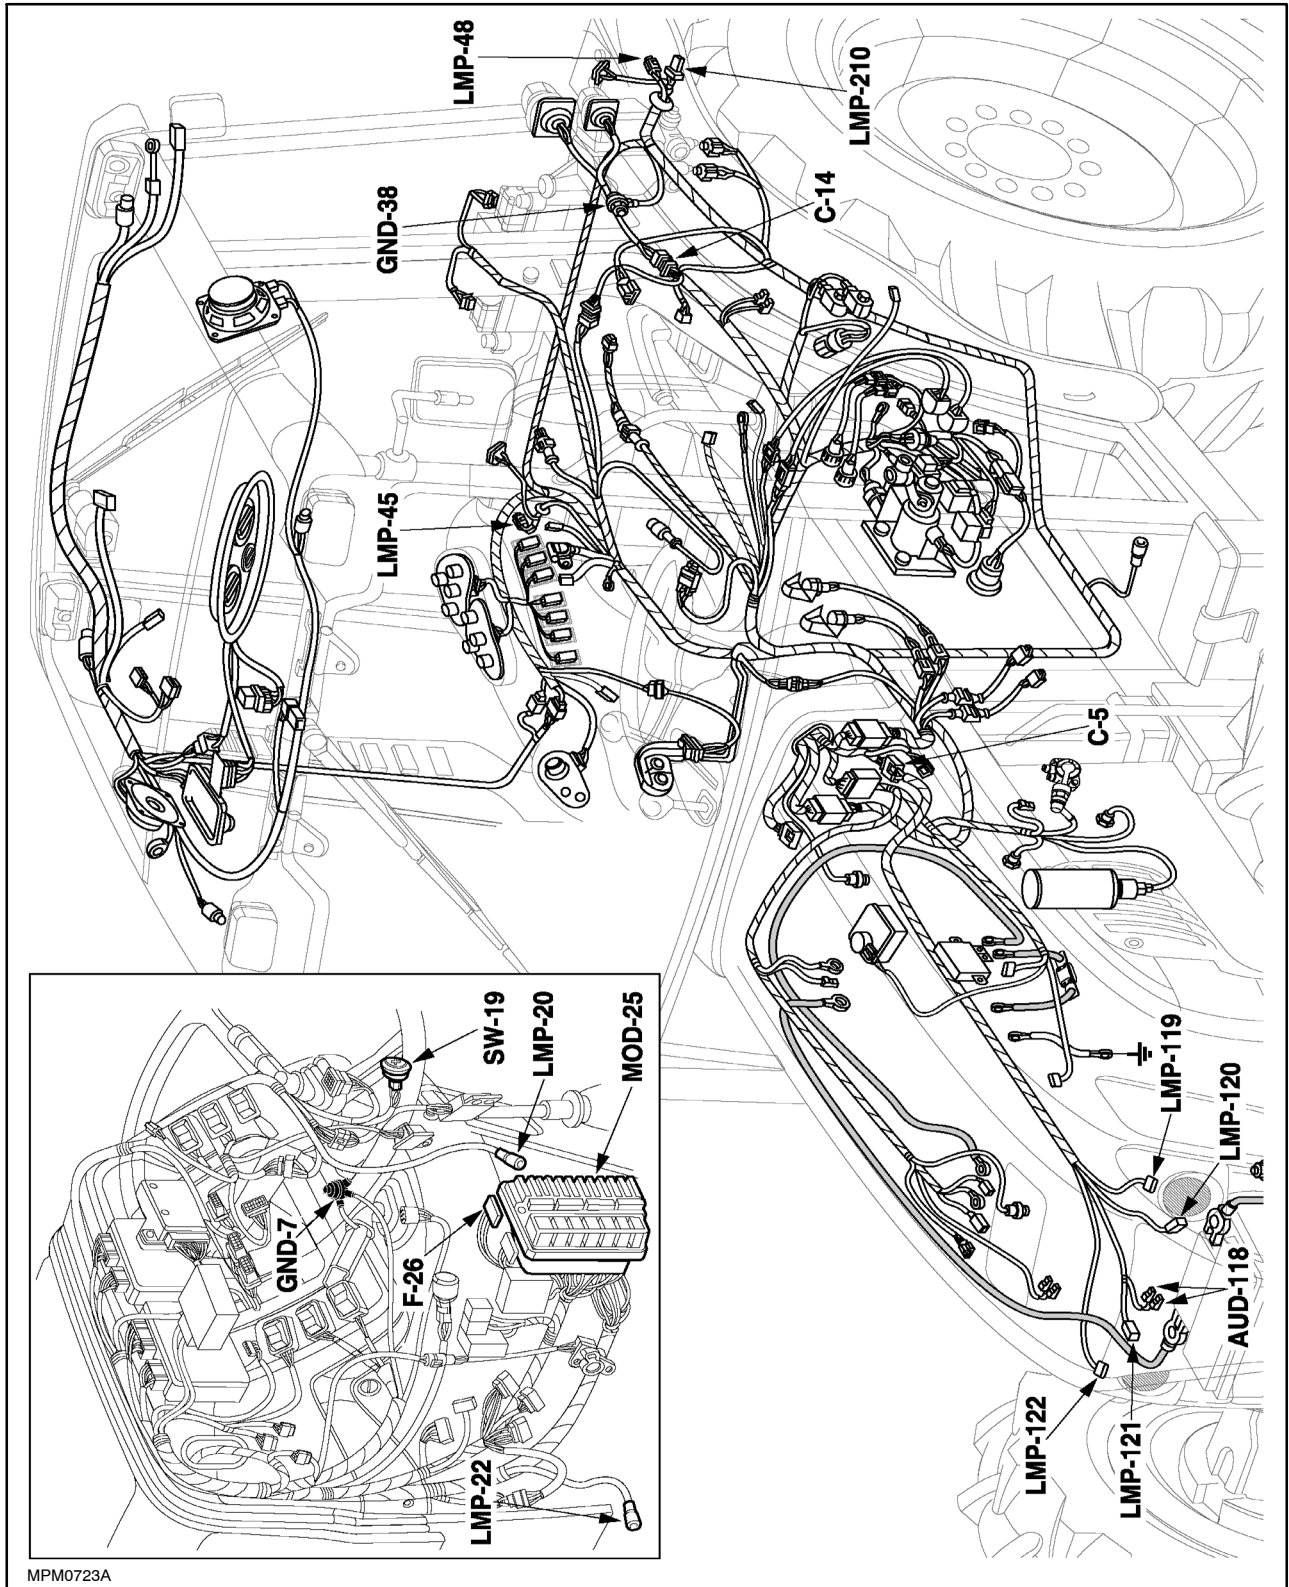 LMP-48
LMP-210
GND-38
C-14
LMP-45
C-5
SW-19
LMP-20
MOD-25
GND-7
F-26
LMP-22
LMP-119
LMP-120
AUD-118
LMP-121
LMP-122
MPM0723A